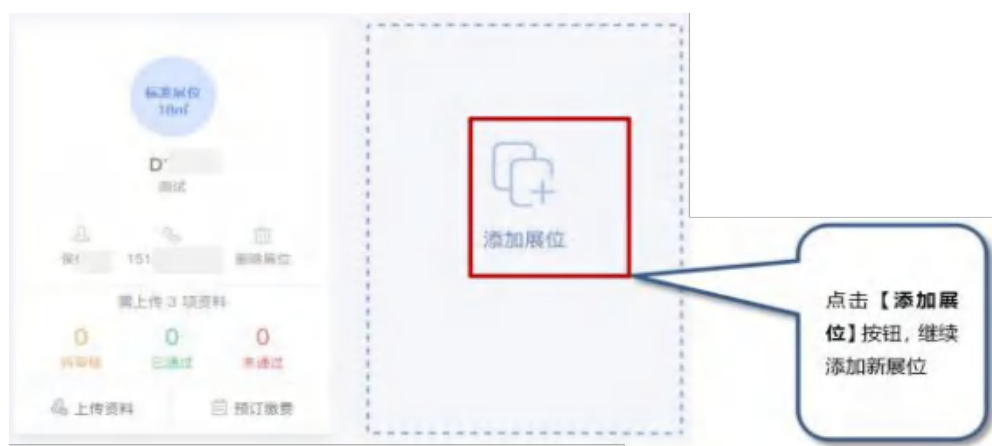 标准展位
18㎡
D
测试
侯
151
删除展位
需上传 3 项资料
0
0
0
待审核
已通过
未通过
上传资料
预订缴费
添加展位
点击【添加展
位】按钮，继续
添加新展位